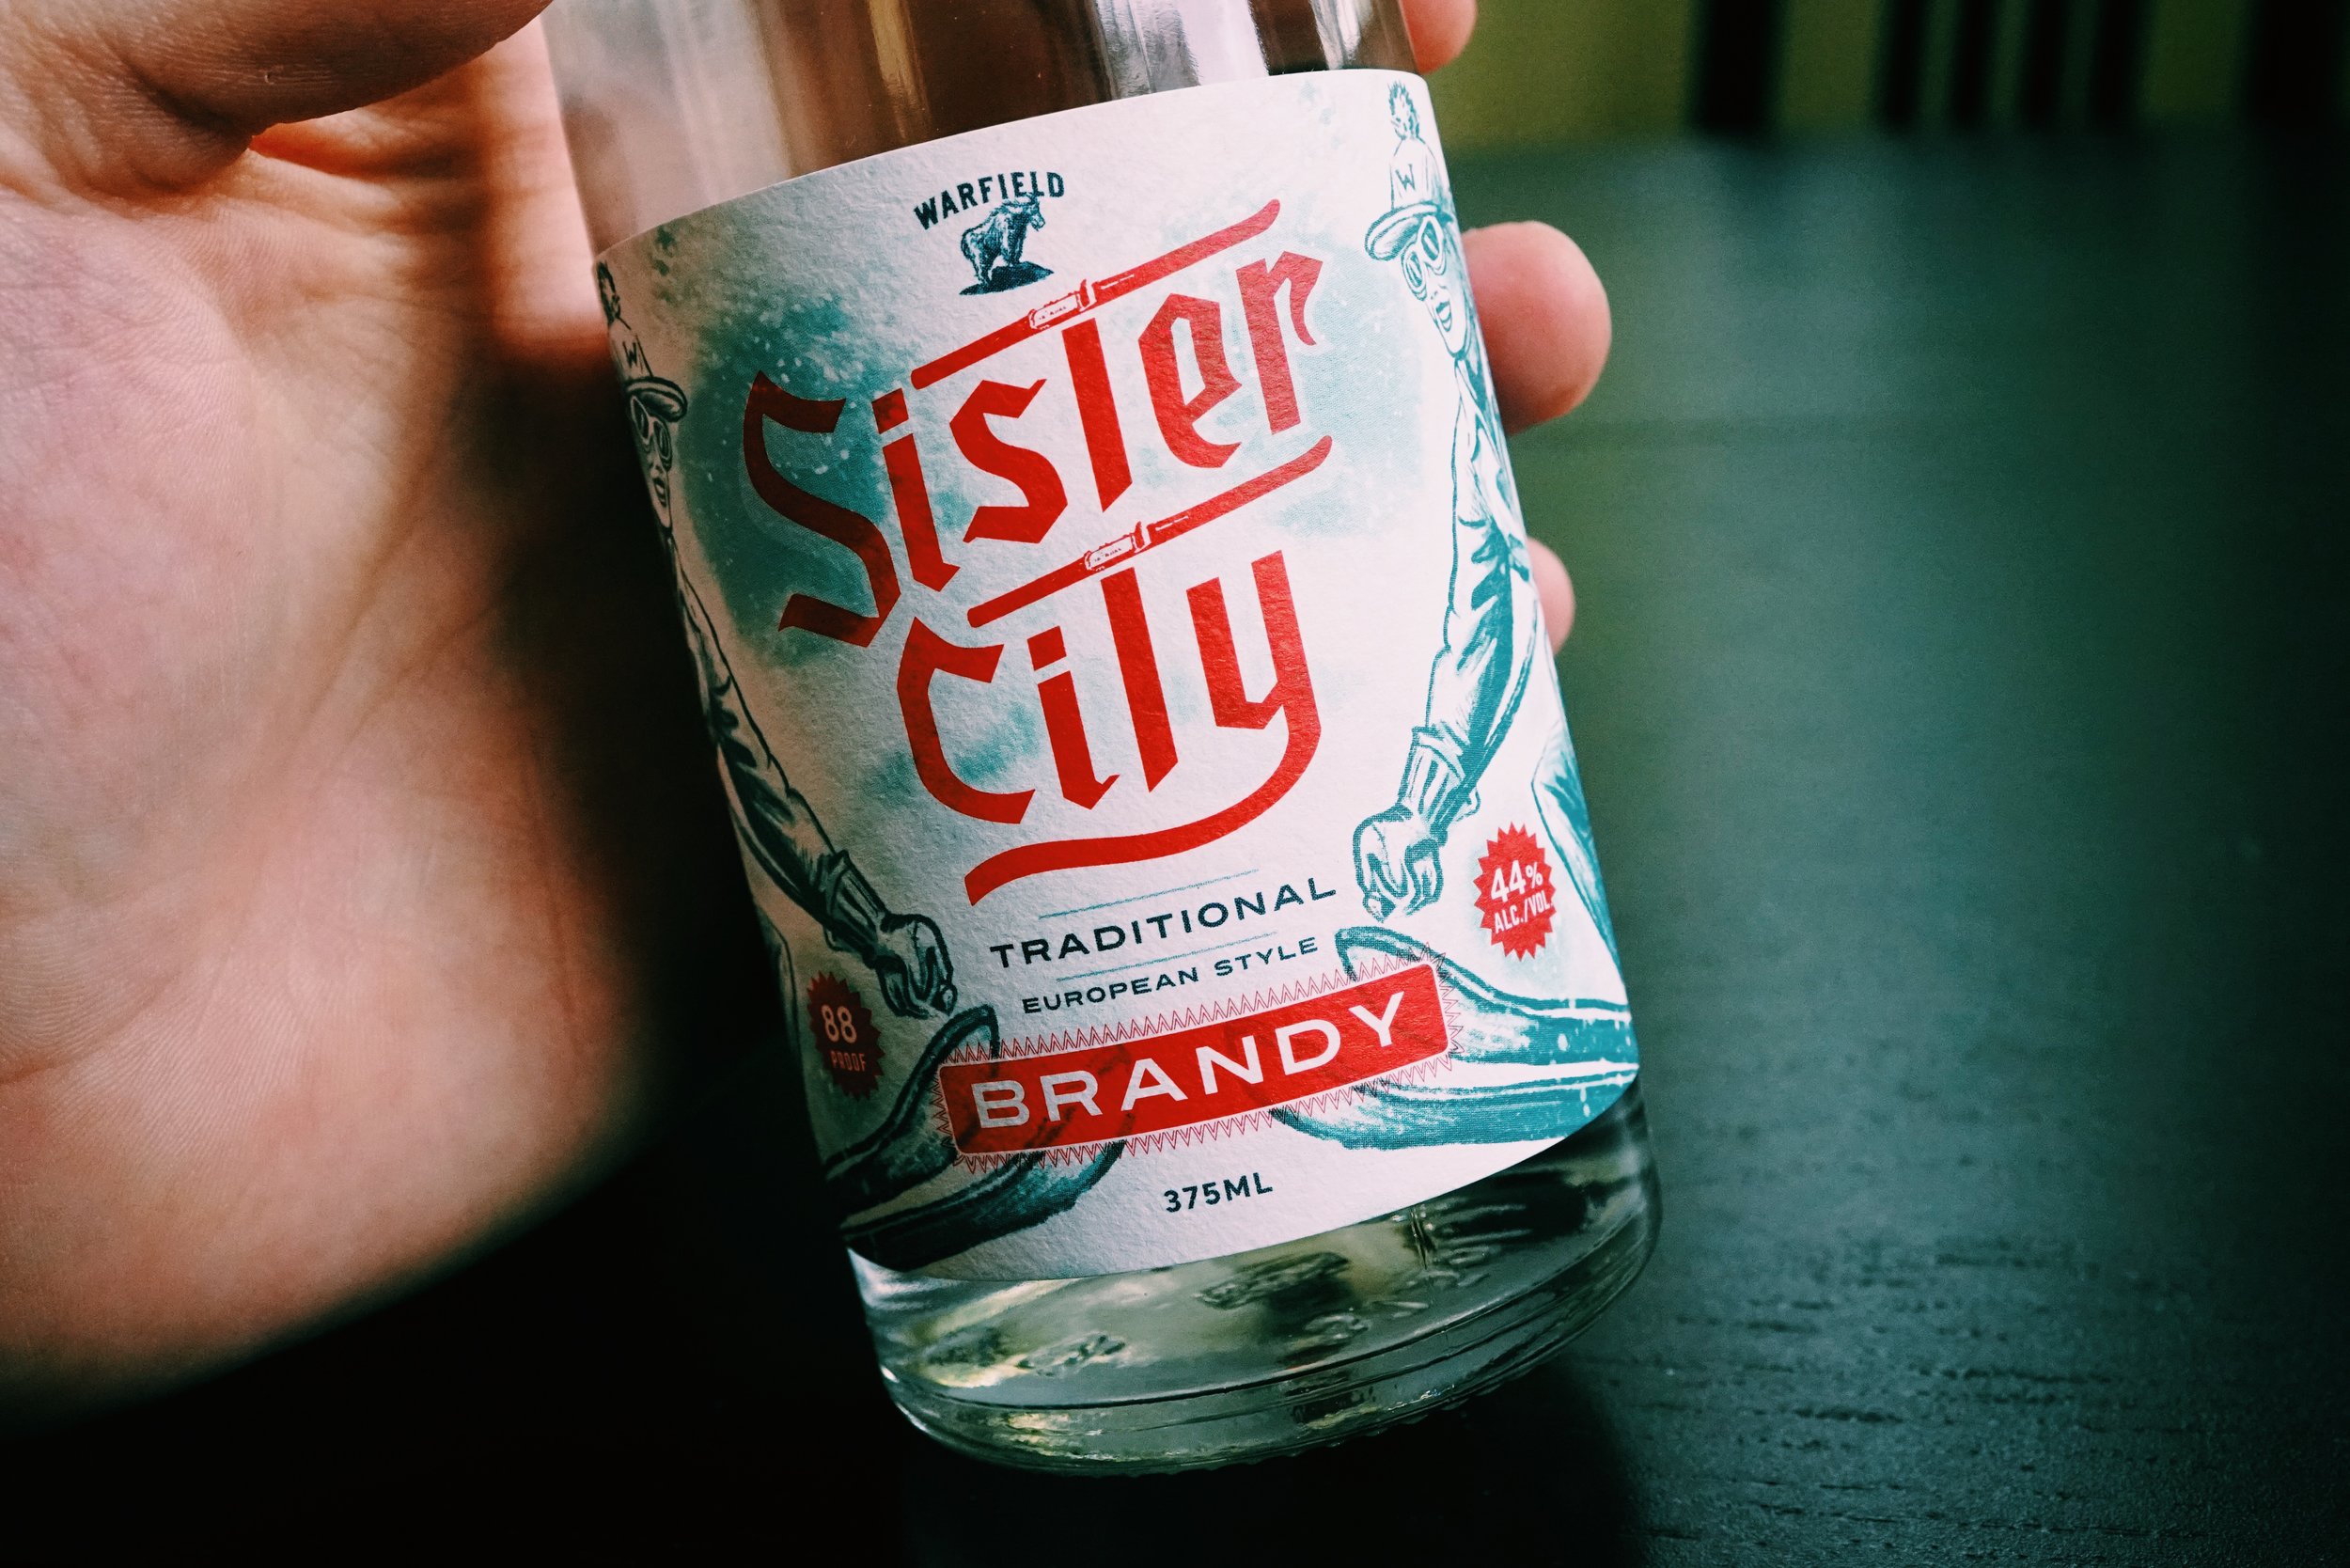 WARFIELD
Sister
City
TRADITIONAL
EUROPEAN STYLE
BRANDY
375ML
88
PROOF
44%
ALC./VOL
W
W